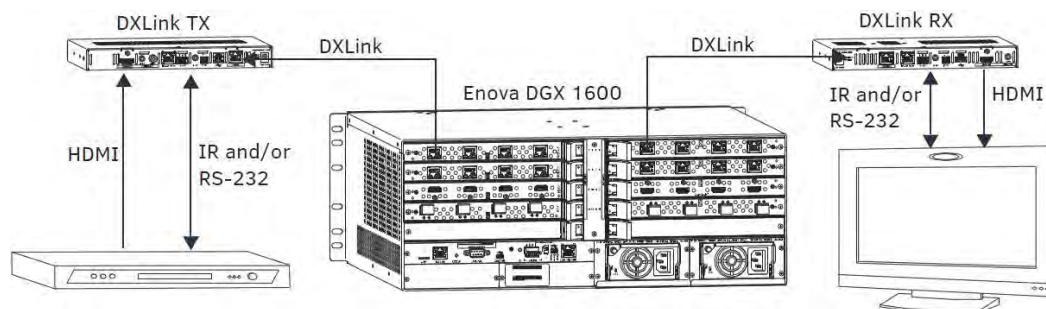 DXLink TX
DXLink
Enova DGX 1600
DXLink
DXLink RX
HDMI
IR and/or
RS-232
IR and/or
RS-232
HDMI